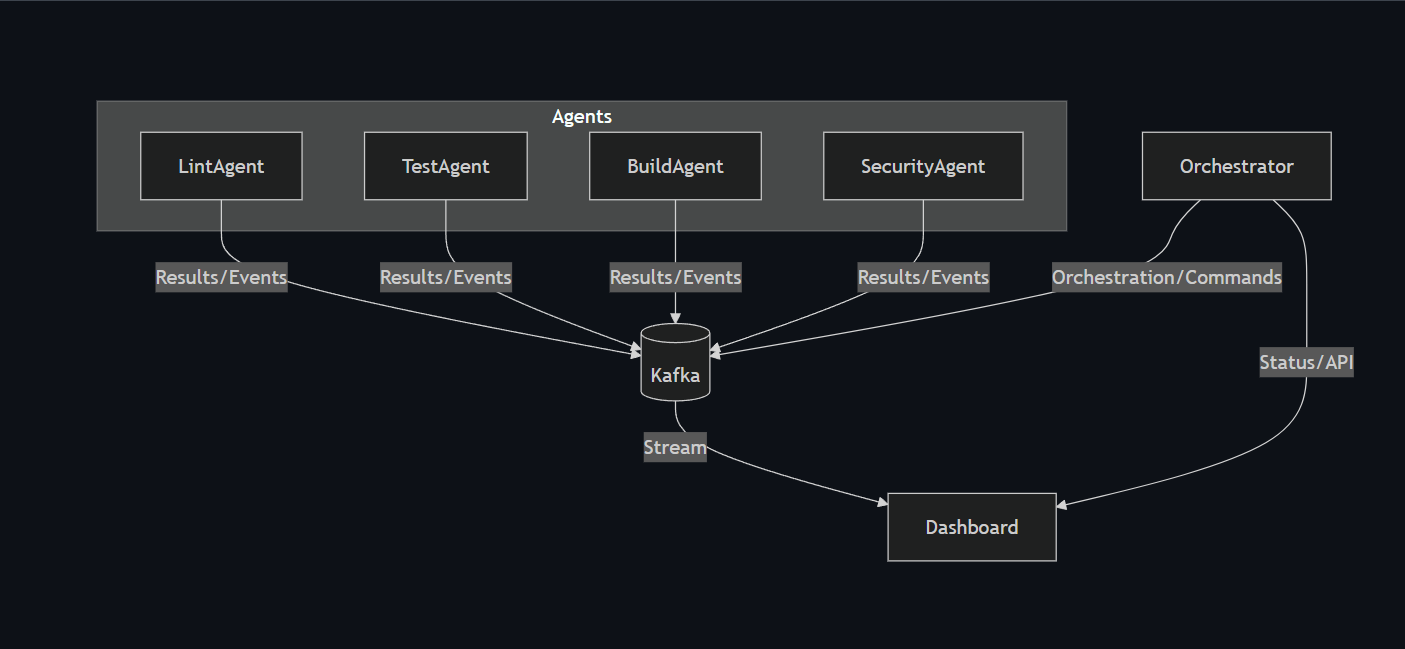 Agents
LintAgent
TestAgent
BuildAgent
SecurityAgent
Orchestrator
Results/Events
Results/Events
Results/Events
Results/Events
Orchestration/Commands
Status/API
Kafka
Stream
Dashboard